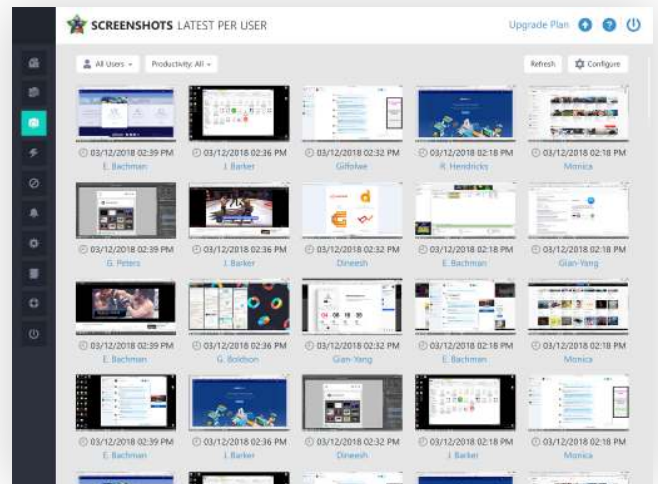 SCREENSHOTS LATEST PER USER
Upgrade Plan
All Users
Productivity: All
Refresh
Configure
03/12/2018 02:39 PM
03/12/2018 02:36 PM
03/12/2018 02:32 PM
03/12/2018 02:18 PM
03/12/2018 02:18 PM
E. Bachman
J. Barker
Giffolwe
R. Hendricks
Monica
03/12/2018 02:39 PM
03/12/2018 02:36 PM
03/12/2018 02:32 PM
03/12/2018 02:18 PM
03/12/2018 02:18 PM
G. Peters
J. Barker
Dineesh
E. Bachman
Gian-Yang
03/12/2018 02:39 PM
03/12/2018 02:36 PM
03/12/2018 02:32 PM
03/12/2018 02:18 PM
03/12/2018 02:18 PM
E. Bachman
G. Boldson
Gian-Yang
E. Bachman
Monica
03/12/2018 02:39 PM
03/12/2018 02:36 PM
03/12/2018 02:32 PM
03/12/2018 02:18 PM
03/12/2018 02:18 PM
E. Bachman
J. Barker
Dineesh
J. Barker
Monica